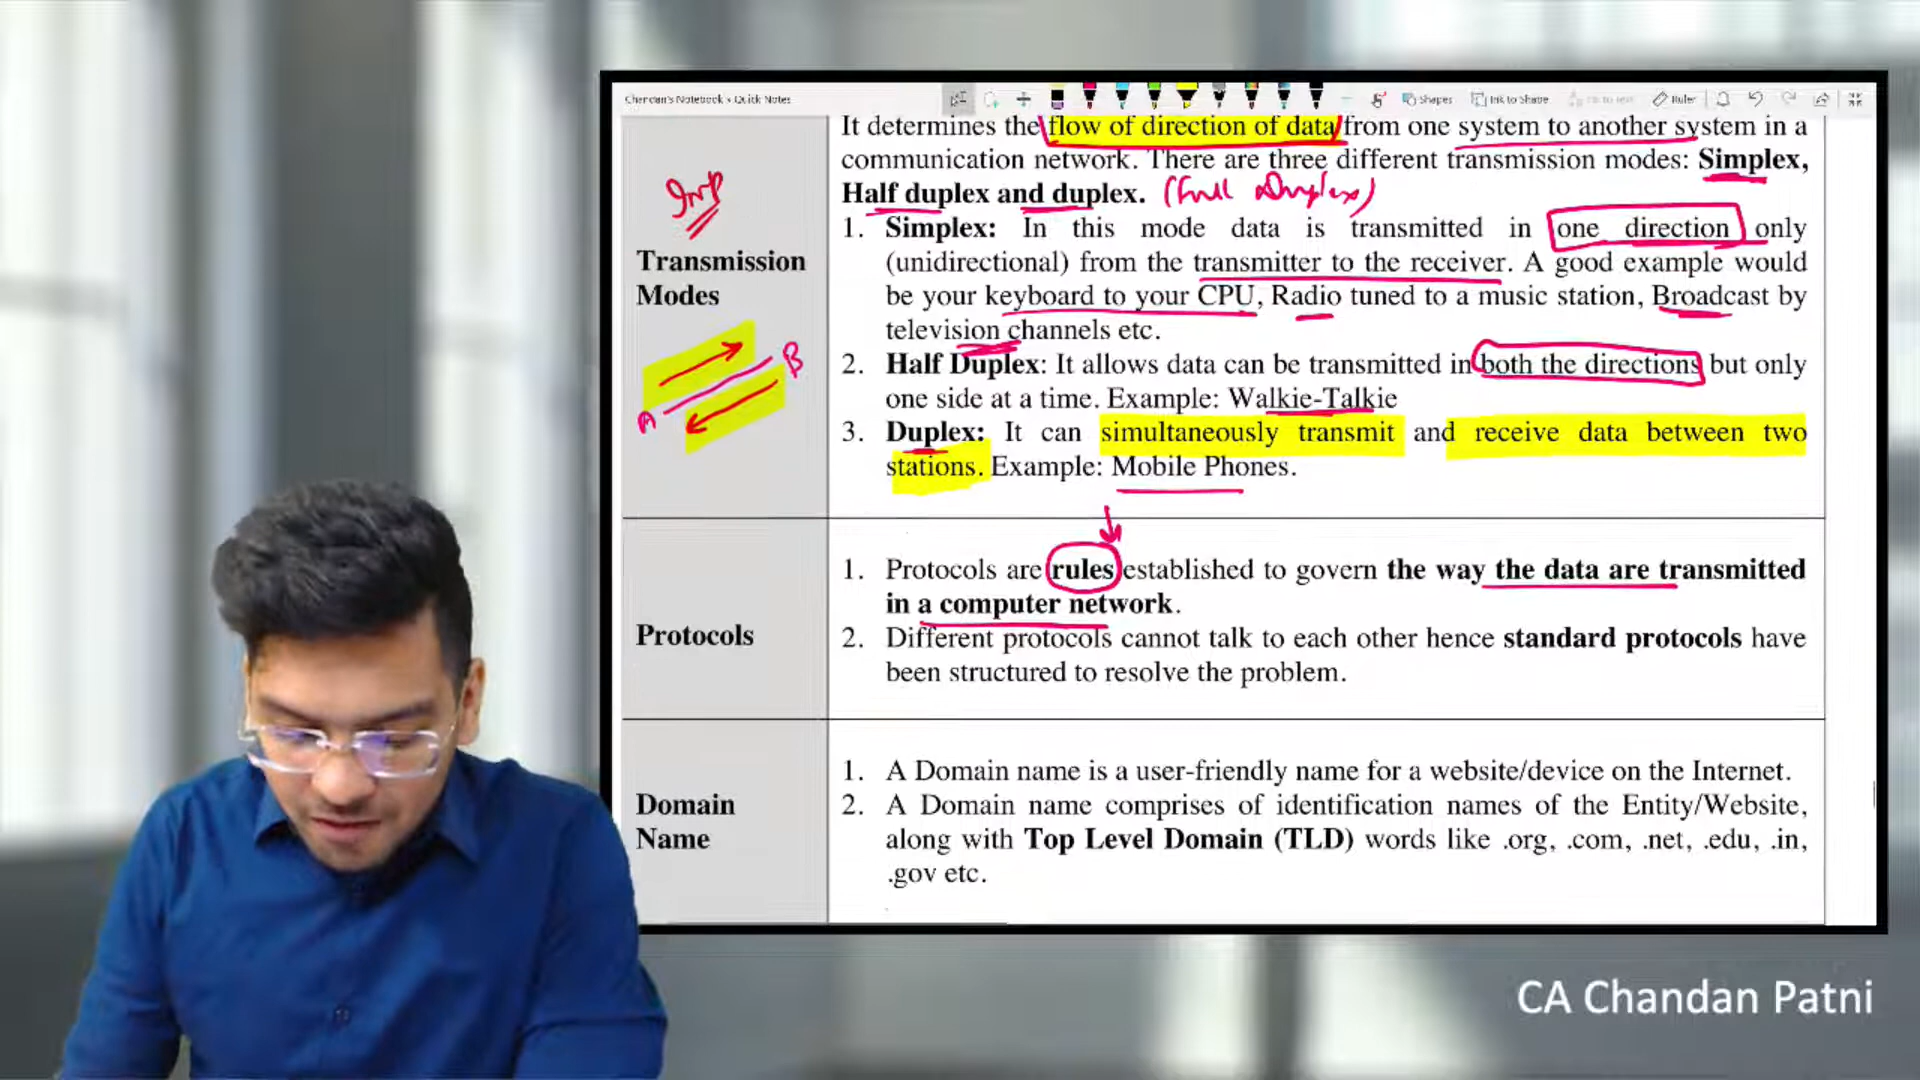 Chandan's Notebook » Quick Notes
Shapes
Ink to Shape
Ruler
It determines the flow of direction of data from one system to another system in a
communication network. There are three different transmission modes: Simplex,
Half duplex and duplex. (Full Duplex)
Imp
Transmission
Modes
A
B
1. Simplex: In this mode data is transmitted in one direction only
(unidirectional) from the transmitter to the receiver. A good example would
be your keyboard to your CPU, Radio tuned to a music station, Broadcast by
television channels etc.
2. Half Duplex: It allows data can be transmitted in both the directions but only
one side at a time. Example: Walkie-Talkie
3. Duplex: It can simultaneously transmit and receive data between two
stations. Example: Mobile Phones.
Protocols
1. Protocols are rules established to govern the way the data are transmitted
in a computer network.
2. Different protocols cannot talk to each other hence standard protocols have
been structured to resolve the problem.
Domain
Name
1. A Domain name is a user-friendly name for a website/device on the Internet.
2. A Domain name comprises of identification names of the Entity/Website,
along with Top Level Domain (TLD) words like .org, .com, .net, .edu, .in,
.gov etc.
CA Chandan Patni